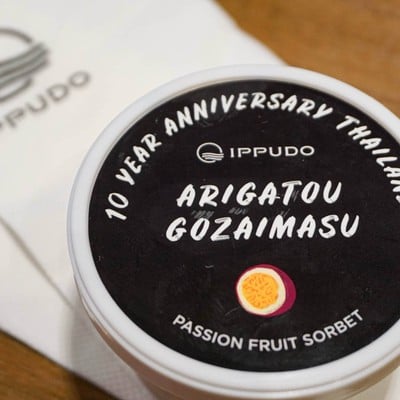 IPPUDO
10 YEAR ANNIVERSARY THAILAND
IPPUDO
ARIGATOU
GOZAIMASU
PASSION FRUIT SORBET